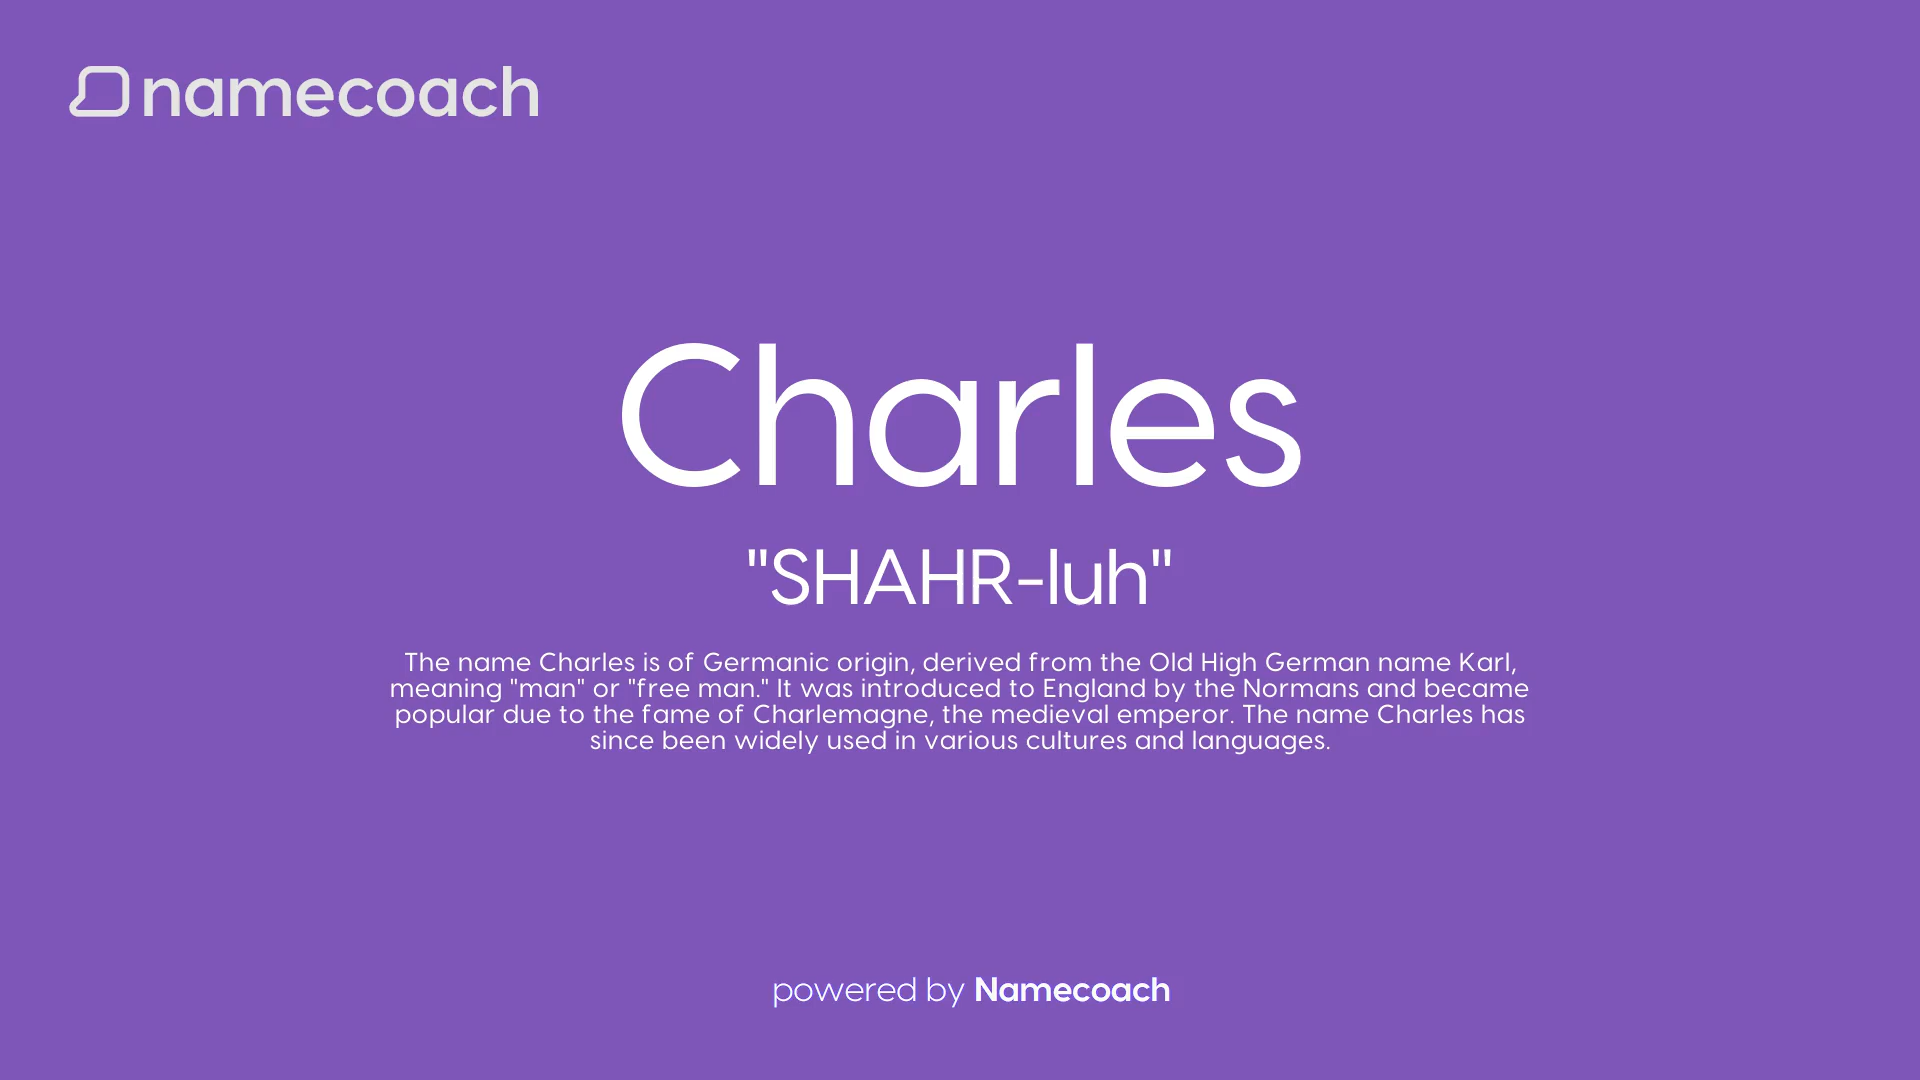 namecoach
Charles
"SHAHR-luh"
The name Charles is of Germanic origin, derived from the Old High German name Karl,
meaning "man" or "free man." It was introduced to England by the Normans and became
popular due to the fame of Charlemagne, the medieval emperor. The name Charles has
since been widely used in various cultures and languages.
powered by Namecoach